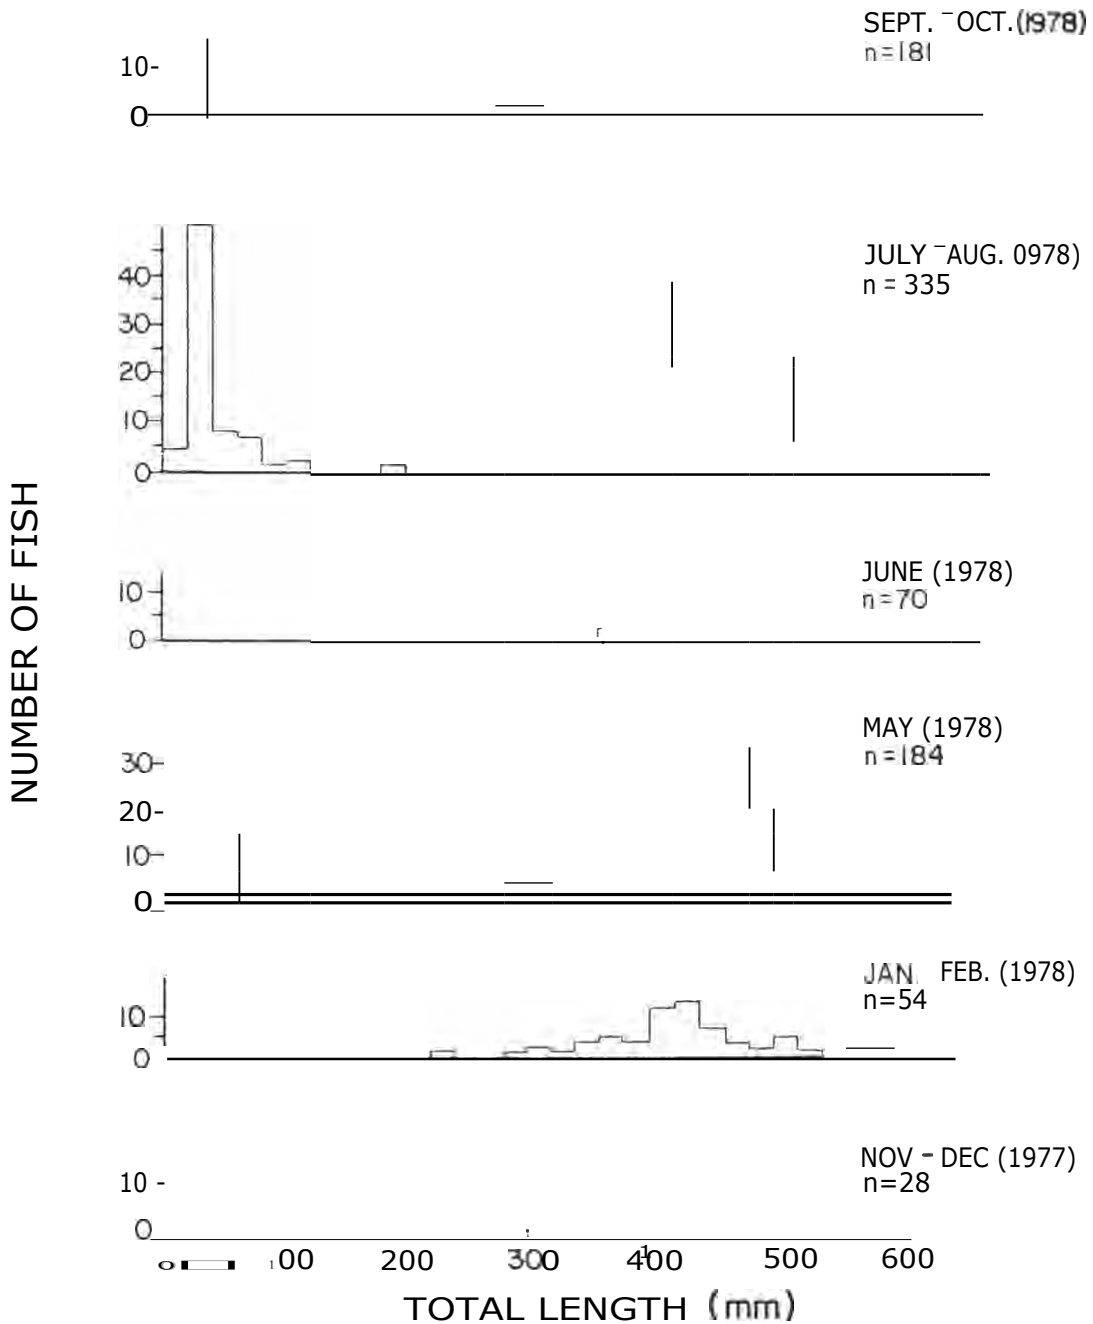 SEPT. ‾OCT.(1978)
n=181
10-
0
JULY ‾AUG. 0978)
n = 335
40
30
20
10
0
JUNE (1978)
n=70
10
0
MAY (1978)
n=184
30
20-
10
0
JAN. FEB. (1978)
n=54
10
0
NOV - DEC (1977)
n=28
10 -
0
0 100 200 300 400 500 600
TOTAL LENGTH (mm)
NUMBER OF FISH